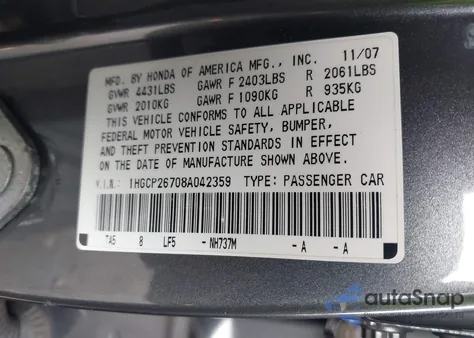 MFD. BY HONDA OF AMERICA MFG., INC. 11/07
GVWR 4431LBS GAWR F 2403LBS R 2061LBS
GVWR 2010KG GAWR F 1090KG R 935KG
THIS VEHICLE CONFORMS TO ALL APPLICABLE
FEDERAL MOTOR VEHICLE SAFETY, BUMPER,
AND THEFT PREVENTION STANDARDS IN EFFECT
ON THE DATE OF MANUFACTURE SHOWN ABOVE.
V.I.N.: 1HGCP26708A042359 TYPE: PASSENGER CAR
TA5 8 LF5 -NH737M -A -A
autoSnap